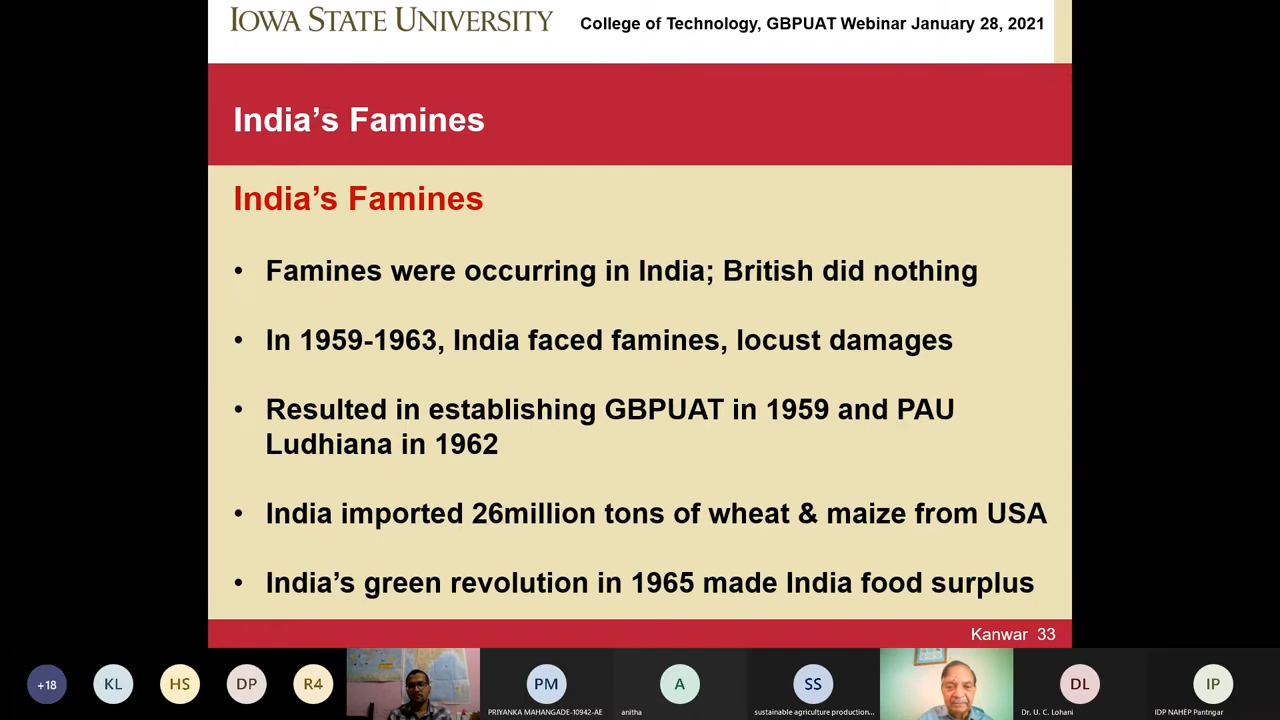 IOWA STATE UNIVERSITY College of Technology, GBPUAT Webinar January 28, 2021
India’s Famines
India’s Famines
• Famines were occurring in India; British did nothing
• In 1959-1963, India faced famines, locust damages
• Resulted in establishing GBPUAT in 1959 and PAU
Ludhiana in 1962
• India imported 26million tons of wheat & maize from USA
• India’s green revolution in 1965 made India food surplus
Kanwar 33
+18 KL HS DP R4 PM A SS DL IP
PRIYANKA MAHANGADE-10942-AE anitha sustainable agriculture production... Dr. U. C. Lohani IDP NAHEP Pantngar